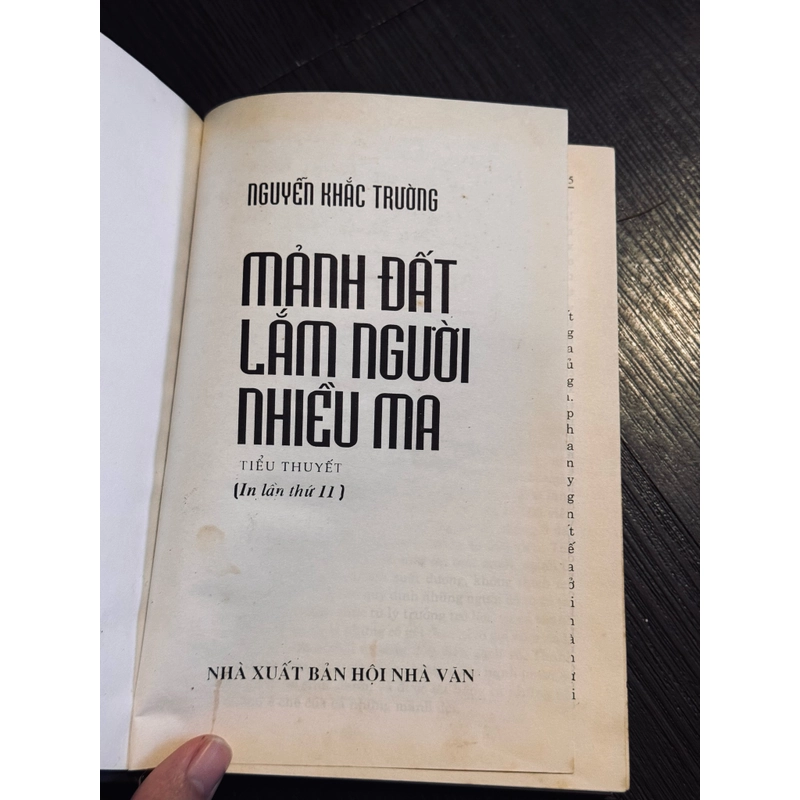 NGUYỄN KHẮC TRƯỜNG
MẢNH ĐẤT
LẮM NGƯỜI
NHIỀU MA
TIỂU THUYẾT
(In lần thứ 11)
NHÀ XUẤT BẢN HỘI NHÀ VĂN
5